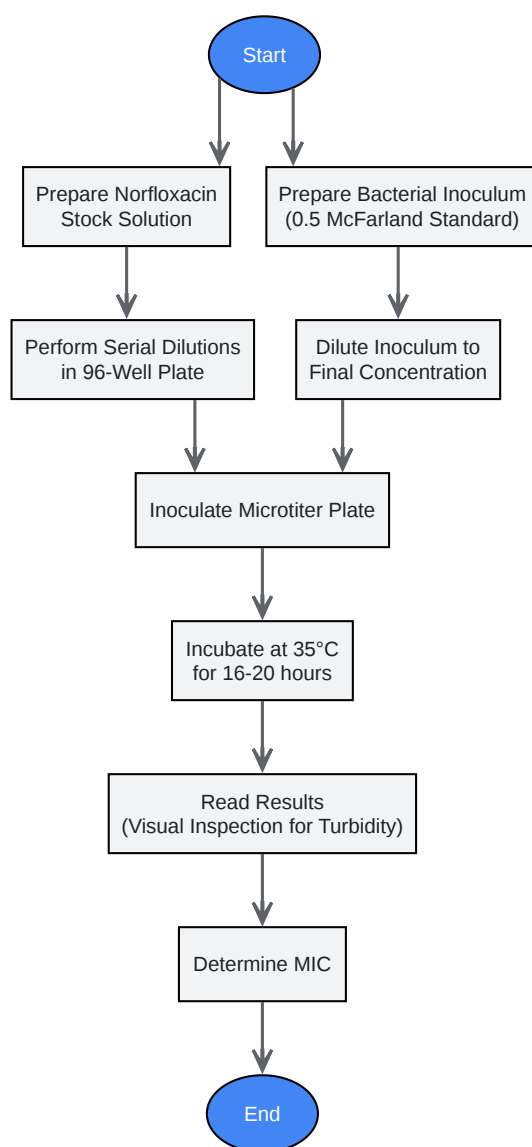 Start
Prepare Norfloxacin
Stock Solution
Prepare Bacterial Inoculum
(0.5 McFarland Standard)
Perform Serial Dilutions
in 96-Well Plate
Dilute Inoculum to
Final Concentration
Inoculate Microtiter Plate
Incubate at 35°C
for 16-20 hours
Read Results
(Visual Inspection for Turbidity)
Determine MIC
End